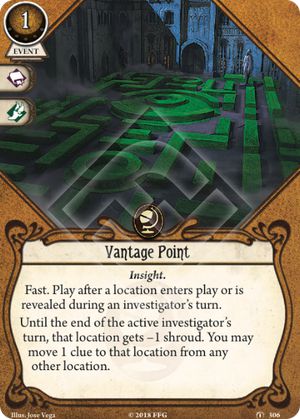 1
EVENT
Vantage Point
Insight.
Fast. Play after a location enters play or is
revealed during an investigator's turn.
Until the end of the active investigator's
turn, that location gets –1 shroud. You may
move 1 clue to that location from any
other location.
Illus. Jose Vega
© 2018 FFG
306